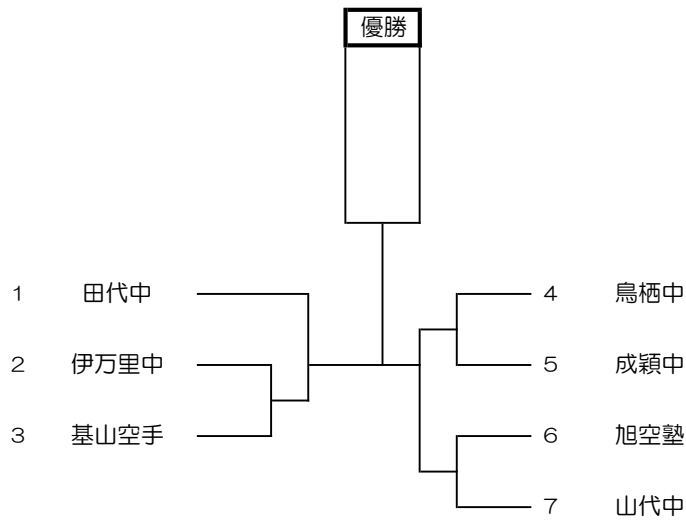 優勝
1 田代中
2 伊万里中
3 基山空手
4 鳥栖中
5 成穎中
6 旭空塾
7 山代中